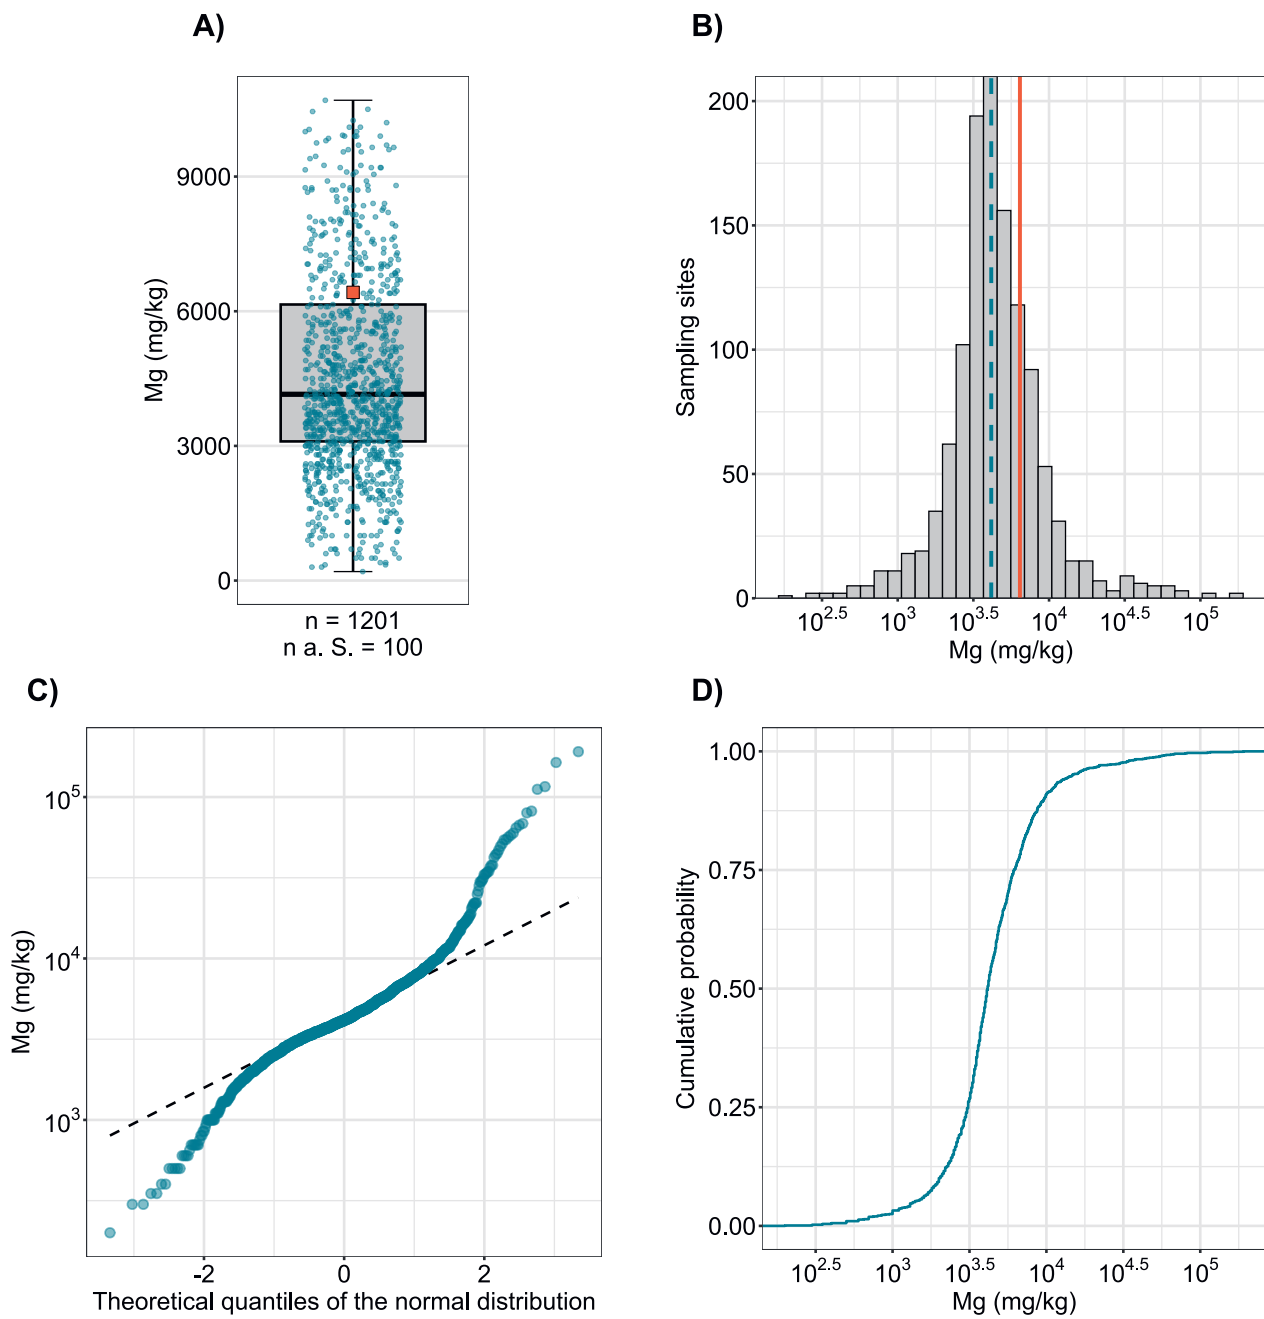 A)
Mg (mg/kg)
9000
6000
3000
0
n = 1201
n a. S. = 100
B)
Sampling sites
200
150
100
50
0
10^2.5 10^3 10^3.5 10^4 10^4.5 10^5
Mg (mg/kg)
C)
Mg (mg/kg)
10^5
10^4
10^3
-2 0 2
Theoretical quantiles of the normal distribution
D)
Cumulative probability
1.00
0.75
0.50
0.25
0.00
10^2.5 10^3 10^3.5 10^4 10^4.5 10^5
Mg (mg/kg)